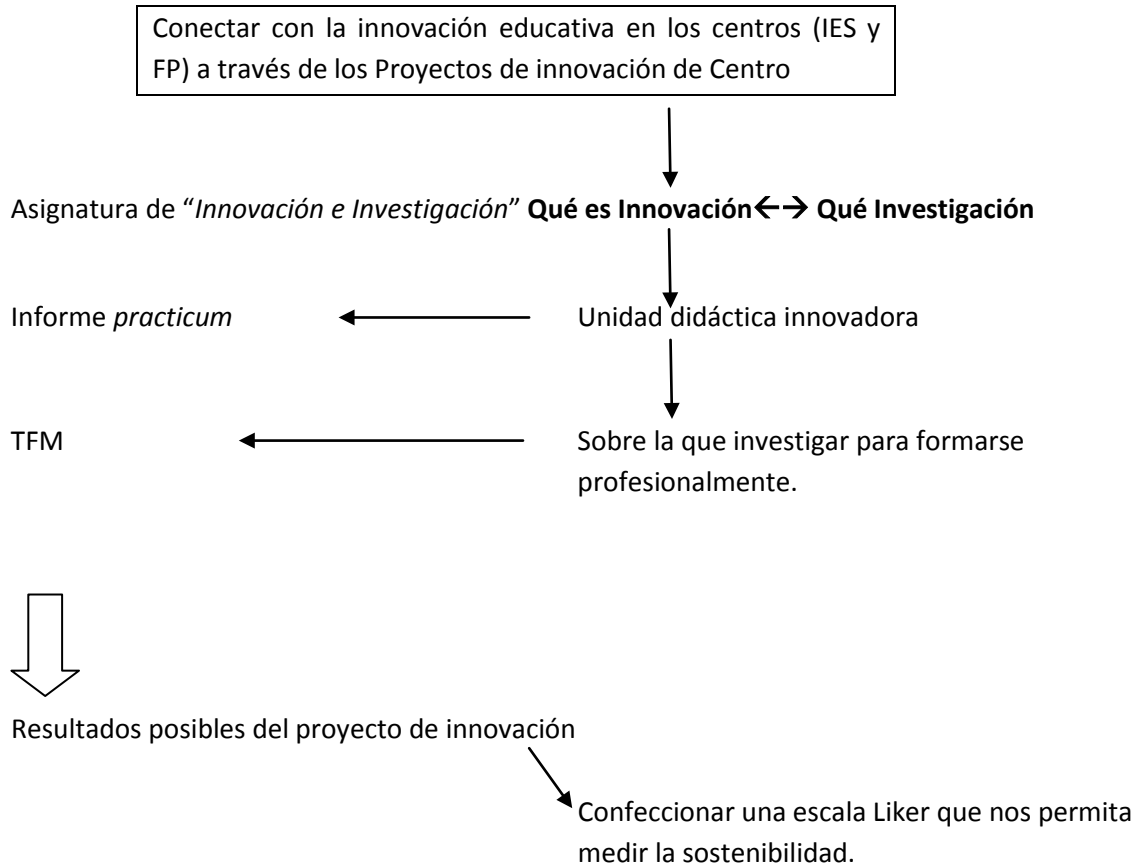 Conectar con la innovación educativa en los centros (IES y
FP) a través de los Proyectos de innovación de Centro
Asignatura de “Innovación e Investigación” Qué es Innovación←→ Qué Investigación
Informe practicum
Unidad didáctica innovadora
TFM
Sobre la que investigar para formarse
profesionalmente.
Resultados posibles del proyecto de innovación
Confeccionar una escala Liker que nos permita
medir la sostenibilidad.